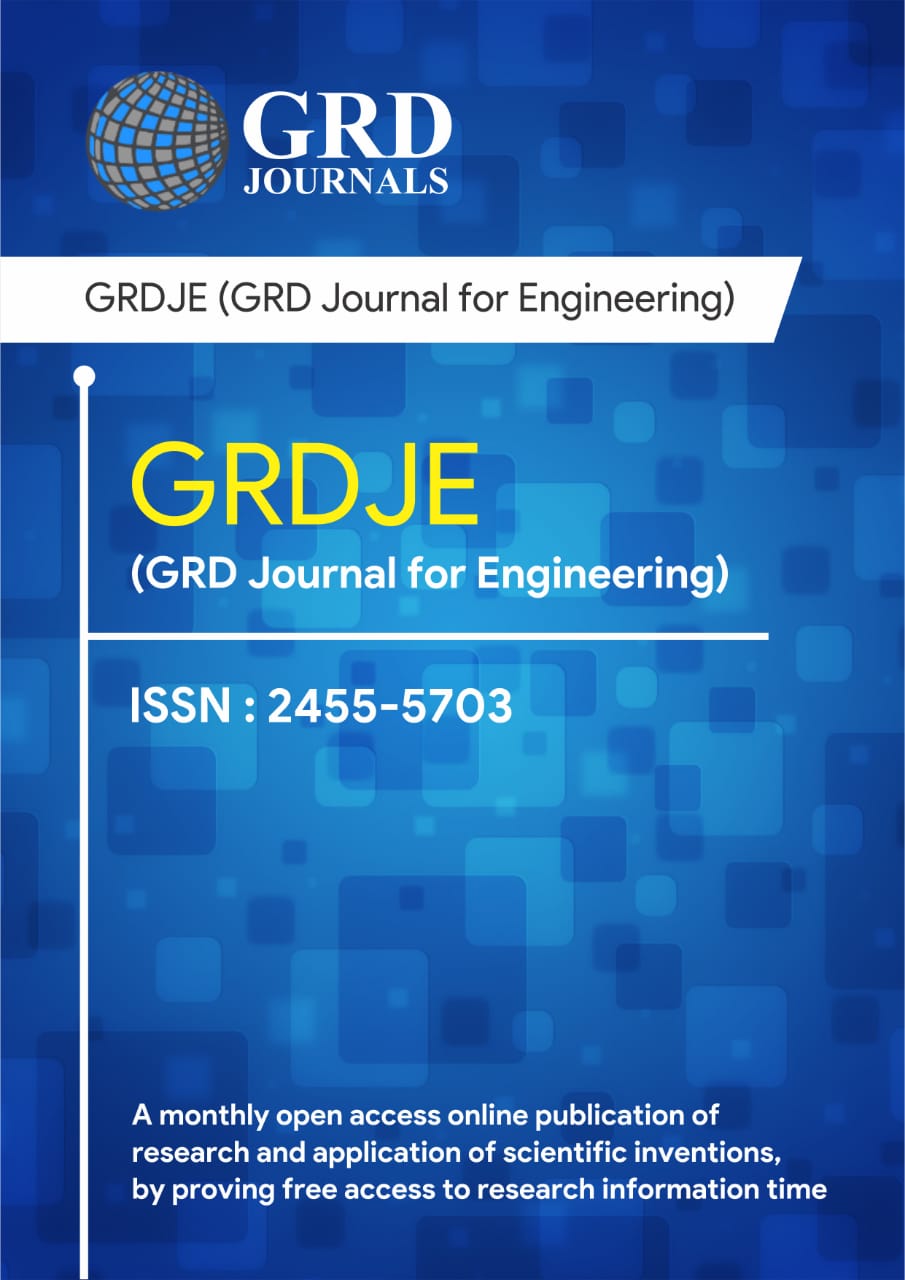 GRD
JOURNALS
GRDJE (GRD Journal for Engineering)
GRDJE
(GRD Journal for Engineering)
ISSN : 2455-5703
A monthly open access online publication of
research and application of scientific inventions,
by proving free access to research information time